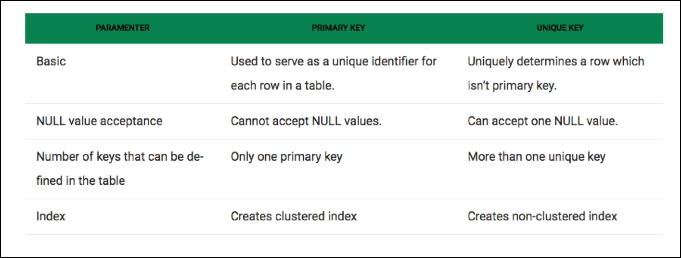 PARAMENTER PRIMARY KEY UNIQUE KEY
Basic Used to serve as a unique identifier for Uniquely determines a row which
each row in a table. isn't primary key.
NULL value acceptance Cannot accept NULL values. Can accept one NULL value.
Number of keys that can be de- Only one primary key More than one unique key
fined in the table
Index Creates clustered index Creates non-clustered index